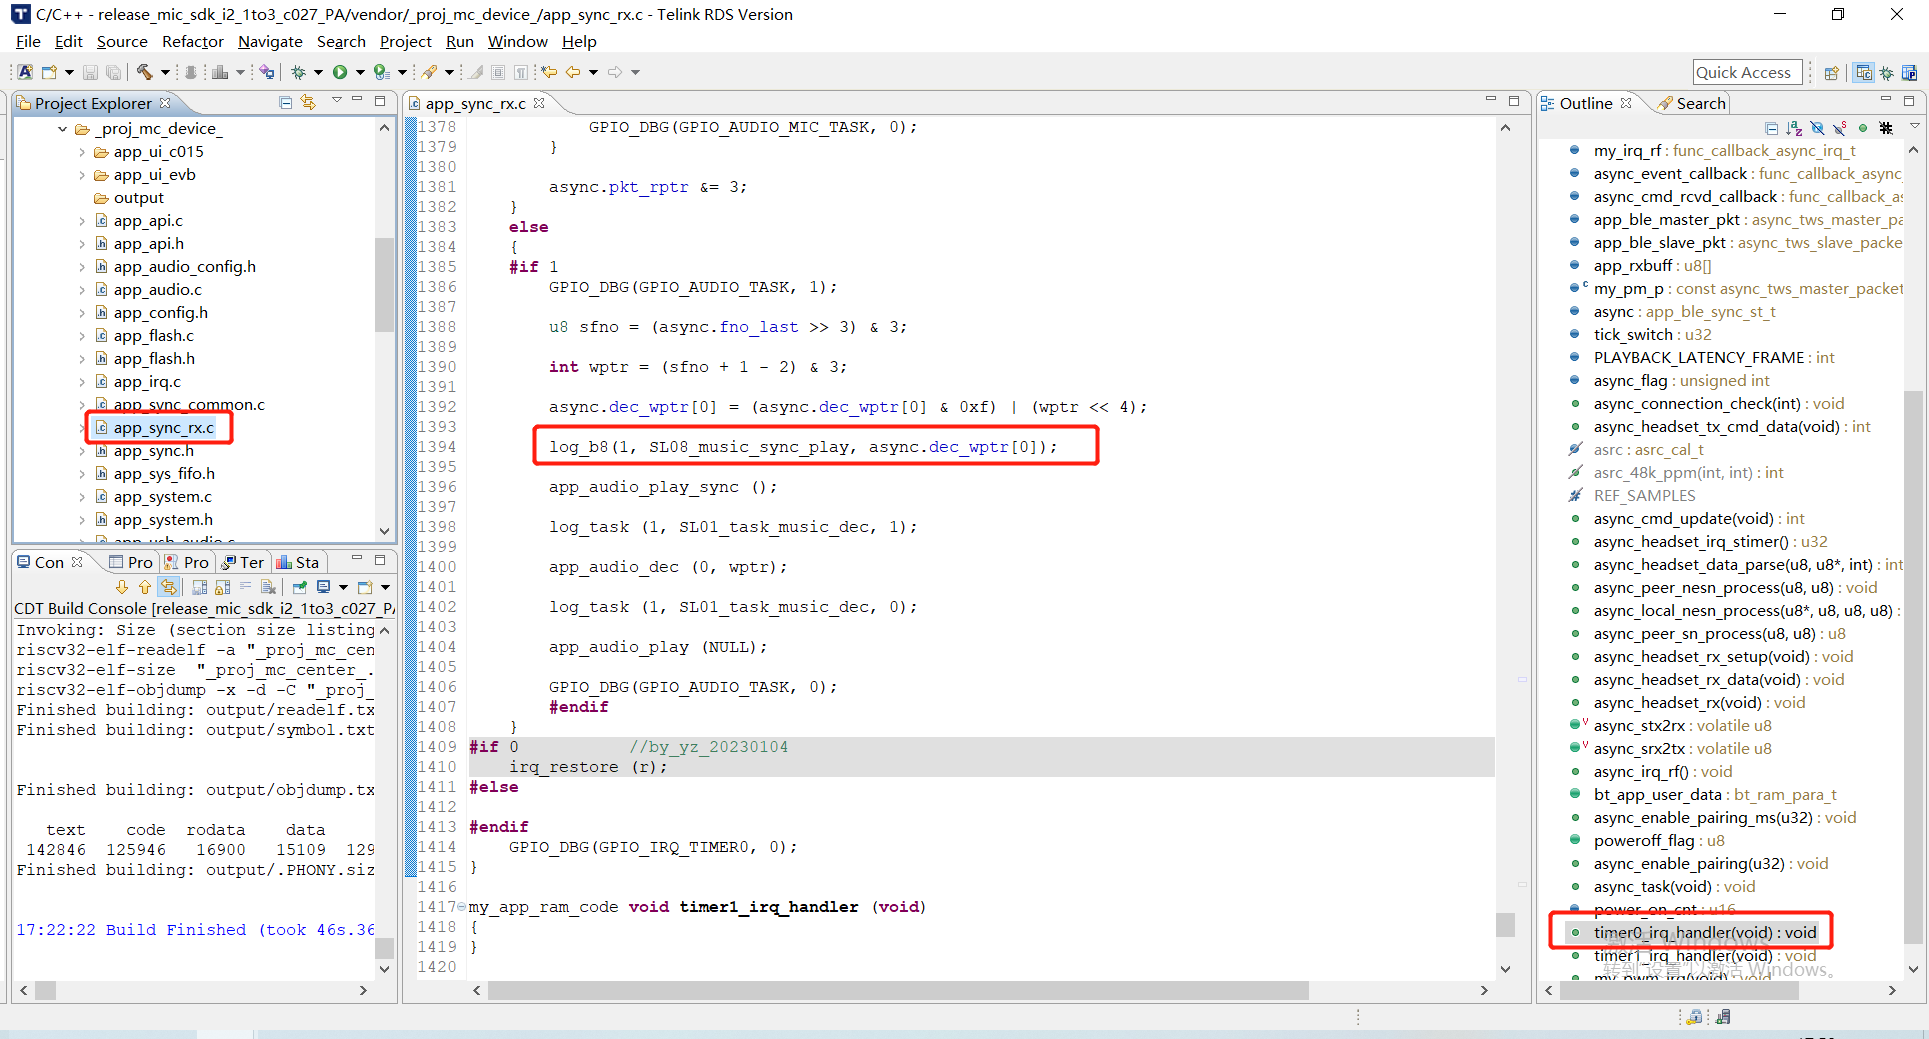 C/C++ - release_mic_sdk_i2_1to3_c027_PA/vendor/_proj_mc_device_/app_sync_rx.c - Telink RDS Version
File Edit Source Refactor Navigate Search Project Run Window Help
Quick Access
Project Explorer
_proj_mc_device_
app_ui_c015
app_ui_evb
output
app_api.c
app_api.h
app_audio_config.h
app_audio.c
app_config.h
app_flash.c
app_flash.h
app_irq.c
app_sync_common.c
app_sync_rx.c
app_sync.h
app_sys_fifo.h
app_system.c
app_system.h
app_usb_audio.c
Con Pro Pro Ter Sta
CDT Build Console [release_mic_sdk_i2_1to3_c027_P
Invoking: Size (section size listing
riscv32-elf-readelf -a "_proj_mc_cen
riscv32-elf-size "_proj_mc_center_.
riscv32-elf-objdump -x -d -C "_proj_
Finished building: output/readelf.tx
Finished building: output/symbol.txt
Finished building: output/objdump.tx
text code rodata data
142846 125946 16900 15109 129
Finished building: output/.PHONY.siz
17:22:22 Build Finished (took 46s.36
app_sync_rx.c
1378 GPIO_DBG(GPIO_AUDIO_MIC_TASK, 0);
1379 }
1380
1381 async.pkt_rptr &= 3;
1382 }
1383 else
1384 {
1385 #if 1
1386 GPIO_DBG(GPIO_AUDIO_TASK, 1);
1387
1388 u8 sfno = (async.fno_last >> 3) & 3;
1389
1390 int wptr = (sfno + 1 - 2) & 3;
1391
1392 async.dec_wptr[0] = (async.dec_wptr[0] & 0xf) | (wptr << 4);
1393
1394 log_b8(1, SL08_music_sync_play, async.dec_wptr[0]);
1395
1396 app_audio_play_sync ();
1397
1398 log_task (1, SL01_task_music_dec, 1);
1399
1400 app_audio_dec (0, wptr);
1401
1402 log_task (1, SL01_task_music_dec, 0);
1403
1404 app_audio_play (NULL);
1405
1406 GPIO_DBG(GPIO_AUDIO_TASK, 0);
1407 #endif
1408 }
1409 #if 0 //by_yz_20230104
1410 irq_restore (r);
1411 #else
1412
1413 #endif
1414 GPIO_DBG(GPIO_IRQ_TIMER0, 0);
1415 }
1416
1417 my_app_ram_code void timer1_irq_handler (void)
1418 {
1419 }
1420
Outline Search
my_irq_rf : func_callback_async_irq_t
async_event_callback : func_callback_async_
async_cmd_rcvd_callback : func_callback_as
app_ble_master_pkt : async_tws_master_pa
app_ble_slave_pkt : async_tws_slave_packe
app_rxbuff : u8[]
my_pm_p : const async_tws_master_packet
async : app_ble_sync_st_t
tick_switch : u32
PLAYBACK_LATENCY_FRAME : int
async_flag : unsigned int
async_connection_check(int) : void
async_headset_tx_cmd_data(void) : int
asrc : asrc_cal_t
asrc_48k_ppm(int, int) : int
REF_SAMPLES
async_cmd_update(void) : int
async_headset_irq_stimer() : u32
async_headset_data_parse(u8, u8*, int) : int
async_peer_nesn_process(u8, u8) : void
async_local_nesn_process(u8*, u8, u8, u8) :
async_peer_sn_process(u8, u8) : u8
async_headset_rx_setup(void) : void
async_headset_rx_data(void) : void
async_headset_rx(void) : void
async_stx2rx : volatile u8
async_srx2tx : volatile u8
async_irq_rf() : void
bt_app_user_data : bt_ram_para_t
async_enable_pairing_ms(u32) : void
poweroff_flag : u8
async_enable_pairing(u32) : void
async_task(void) : void
power_on_cnt : u16
timer0_irq_handler(void) : void
timer1_irq_handler(void) : void
my_pwm_irq(void) : void
激活 Windows
转到"设置"以激活 Windows。